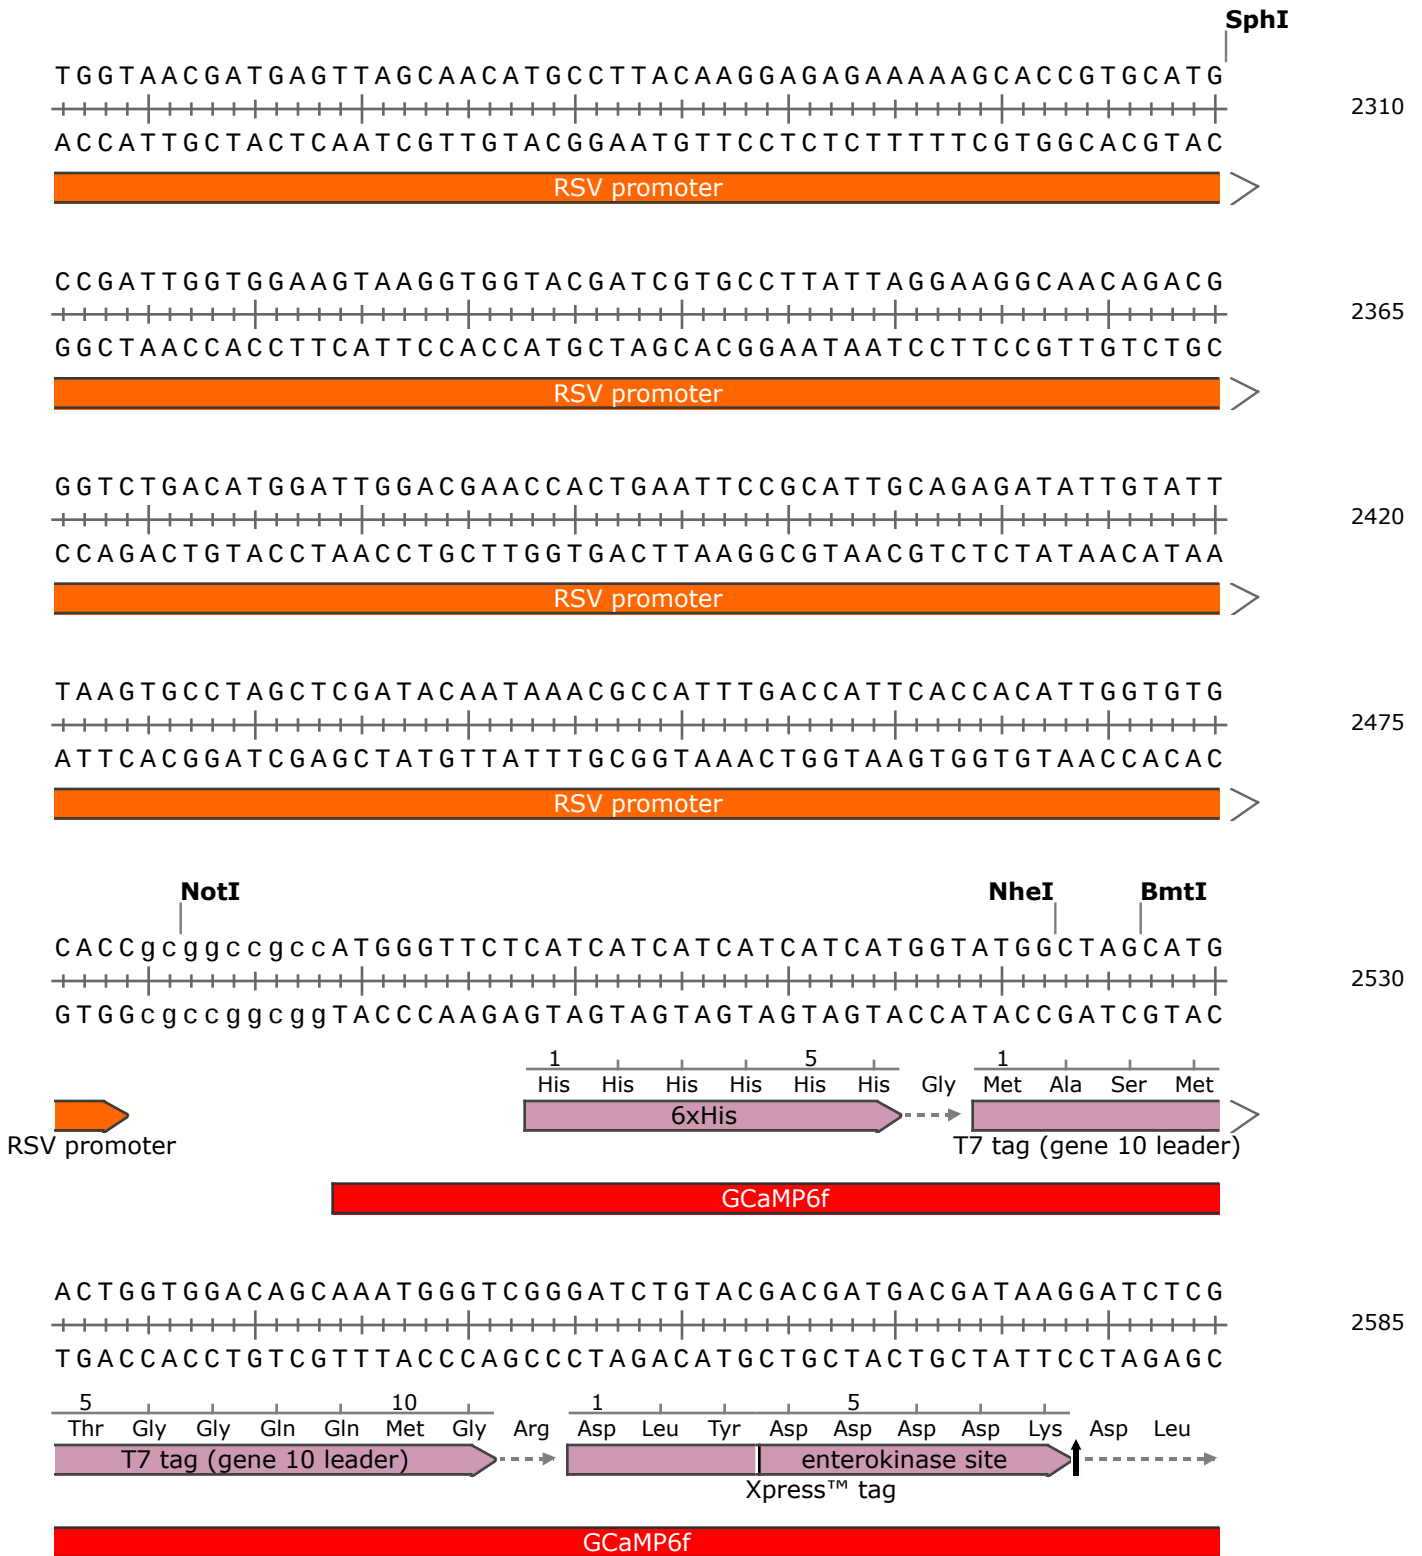 SphI
TGGTAACGATGAGTTAGCAACATGCCTTACAAGGAGAGAAAAAGCACCGTGCATG
2310
ACCATTGCTACTCAATCGTTGTACGGAATGTTCCTCTCTTTTTCGTGGCACGTAC
RSV promoter
CCGATTGGTGGAAGTAAGGTGGTACGATCGTGCCTTATTAGGAAGGCAACAGACG
2365
GGCTAACCACCTTCATTCCACCATGCTAGCACGGAATAATCCTTCCGTTGTCTGC
RSV promoter
GGTCTGACATGGATTGGACGAACCACTGAATTCCGCATTGCAGAGATATTGTATT
2420
CCAGACTGTACCTAACCTGCTTGGTGACTTAAGGCGTAACGTCTCTATAACATAA
RSV promoter
TAAGTGCCTAGCTCGATACAATAAACGCCATTTGACCATTCACCACATTGGTGTG
2475
ATTCACGGATCGAGCTATGTTATTTGCGGTAAACTGGTAAGTGGTGTAACCACAC
RSV promoter
NotI NheI BmtI
CACCgcggccgccATGGGTTCTCATCATCATCATCATCATGGTATGGCTAGCATG
2530
GTGGcgccggcggTACCCAAGAGTAGTAGTAGTAGTAGTACCATACCGATCGTAC
1 5 1
His His His His His His Gly Met Ala Ser Met
6xHis
RSV promoter T7 tag (gene 10 leader)
GCaMP6f
ACTGGTGGACAGCAAATGGGTCGGGATCTGTACGACGATGACGATAAGGATCTCG
2585
TGACCACCTGTCGTTTACCCAGCCCTAGACATGCTGCTACTGCTATTCCTAGAGC
5 10 1 5
Thr Gly Gly Gln Gln Met Gly Arg Asp Leu Tyr Asp Asp Asp Asp Lys Asp Leu
T7 tag (gene 10 leader) enterokinase site
Xpress™ tag
GCaMP6f